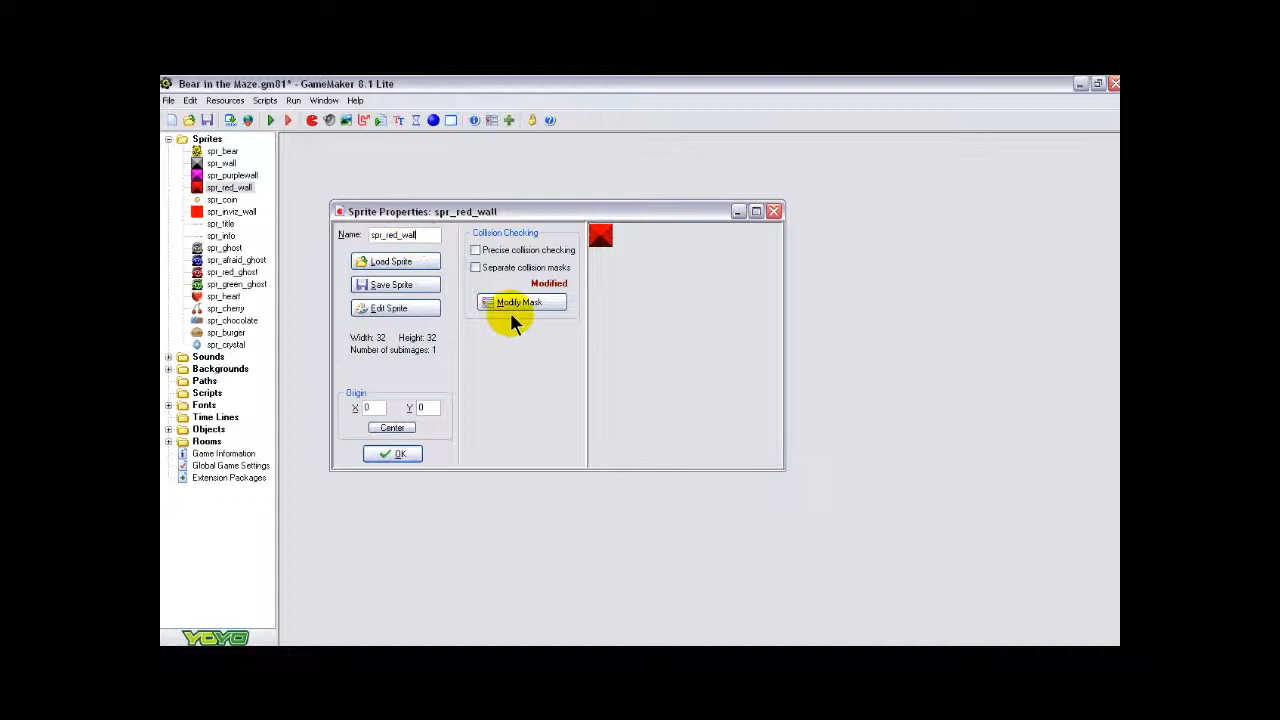 Bear in the Maze.gm81* - GameMaker 8.1 Lite
File Edit Resources Scripts Run Window Help
Sprites
spr_bear
spr_wall
spr_purplewall
spr_red_wall
spr_coin
spr_inviz_wall
spr_title
spr_info
spr_ghost
spr_afraid_ghost
spr_red_ghost
spr_green_ghost
spr_heart
spr_cherry
spr_chocolate
spr_burger
spr_crystal
Sounds
Backgrounds
Paths
Scripts
Fonts
Time Lines
Objects
Rooms
Game Information
Global Game Settings
Extension Packages
YOYO
Sprite Properties: spr_red_wall
Name: spr_red_wall
Load Sprite
Save Sprite
Edit Sprite
Width: 32 Height: 32
Number of subimages: 1
Origin
X 0 Y 0
Center
OK
Collision Checking
Precise collision checking
Separate collision masks
Modified
Modify Mask